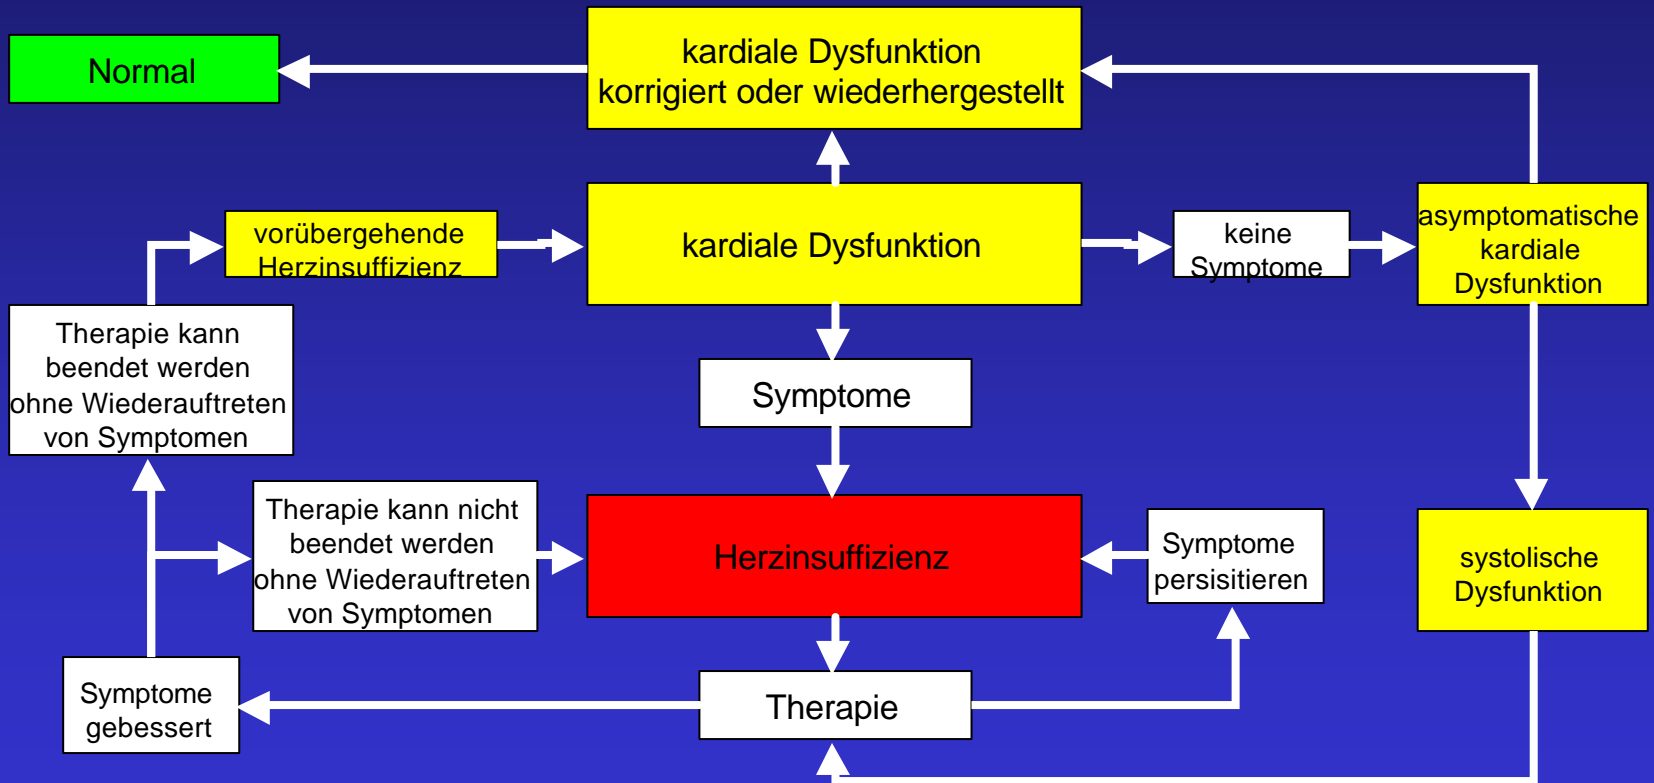 Normal
kardiale Dysfunktion
korrigiert oder wiederhergestellt
vorübergehende
Herzinsuffizienz
kardiale Dysfunktion
keine
Symptome
asymptomatische
kardiale
Dysfunktion
Therapie kann
beendet werden
ohne Wiederauftreten
von Symptomen
Symptome
Therapie kann nicht
beendet werden
ohne Wiederauftreten
von Symptomen
Herzinsuffizienz
Symptome
persisitieren
systolische
Dysfunktion
Symptome
gebessert
Therapie